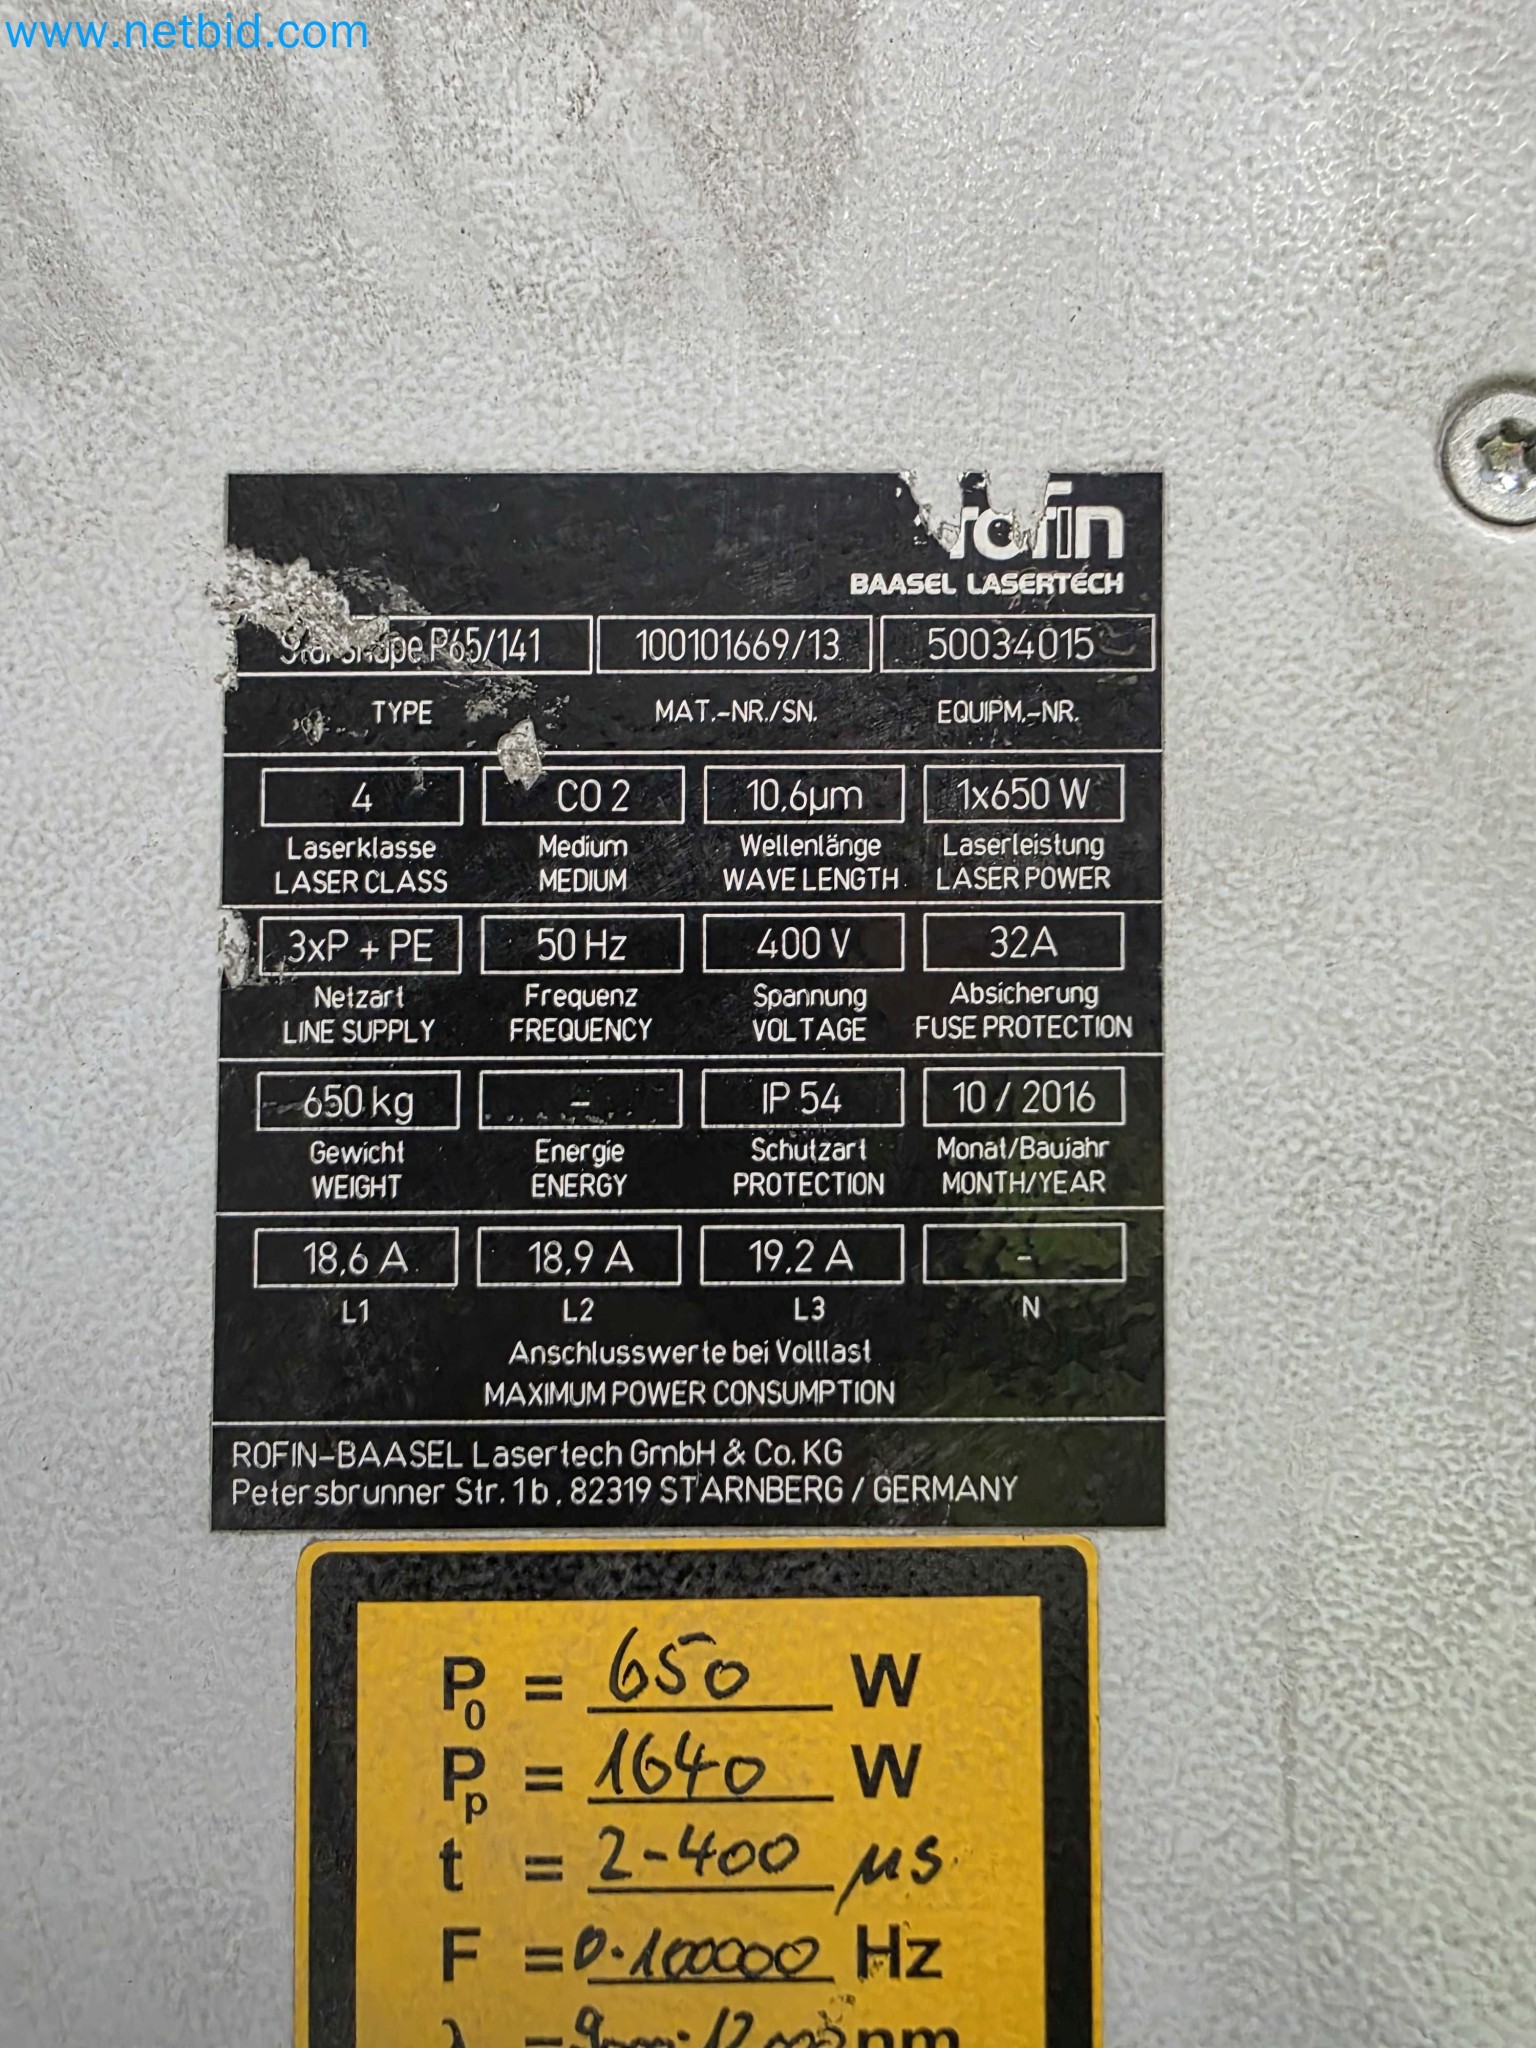 www.netbid.com
rofin
BAASEL LASERTECH
P65/141 100101669/13 50034015
TYPE MAT.-NR./SN. EQUIPM.-NR.
4 CO2 10,6µm 1x650 W
Laserklasse Medium Wellenlänge Laserleistung
LASER CLASS MEDIUM WAVE LENGTH LASER POWER
3xP + PE 50 Hz 400 V 32A
Netzart Frequenz Spannung Absicherung
LINE SUPPLY FREQUENCY VOLTAGE FUSE PROTECTION
650 kg - IP 54 10 / 2016
Gewicht Energie Schutzart Monat/Baujahr
WEIGHT ENERGY PROTECTION MONTH/YEAR
18,6 A 18,9 A 19,2 A -
L1 L2 L3 N
Anschlusswerte bei Volllast
MAXIMUM POWER CONSUMPTION
ROFIN-BAASEL Lasertech GmbH & Co. KG
Petersbrunner Str. 1b, 82319 STARNBERG / GERMANY
P0 = 650 W
Pp = 1640 W
t = 2-400 µs
F = 0-100000 Hz
λ = nm